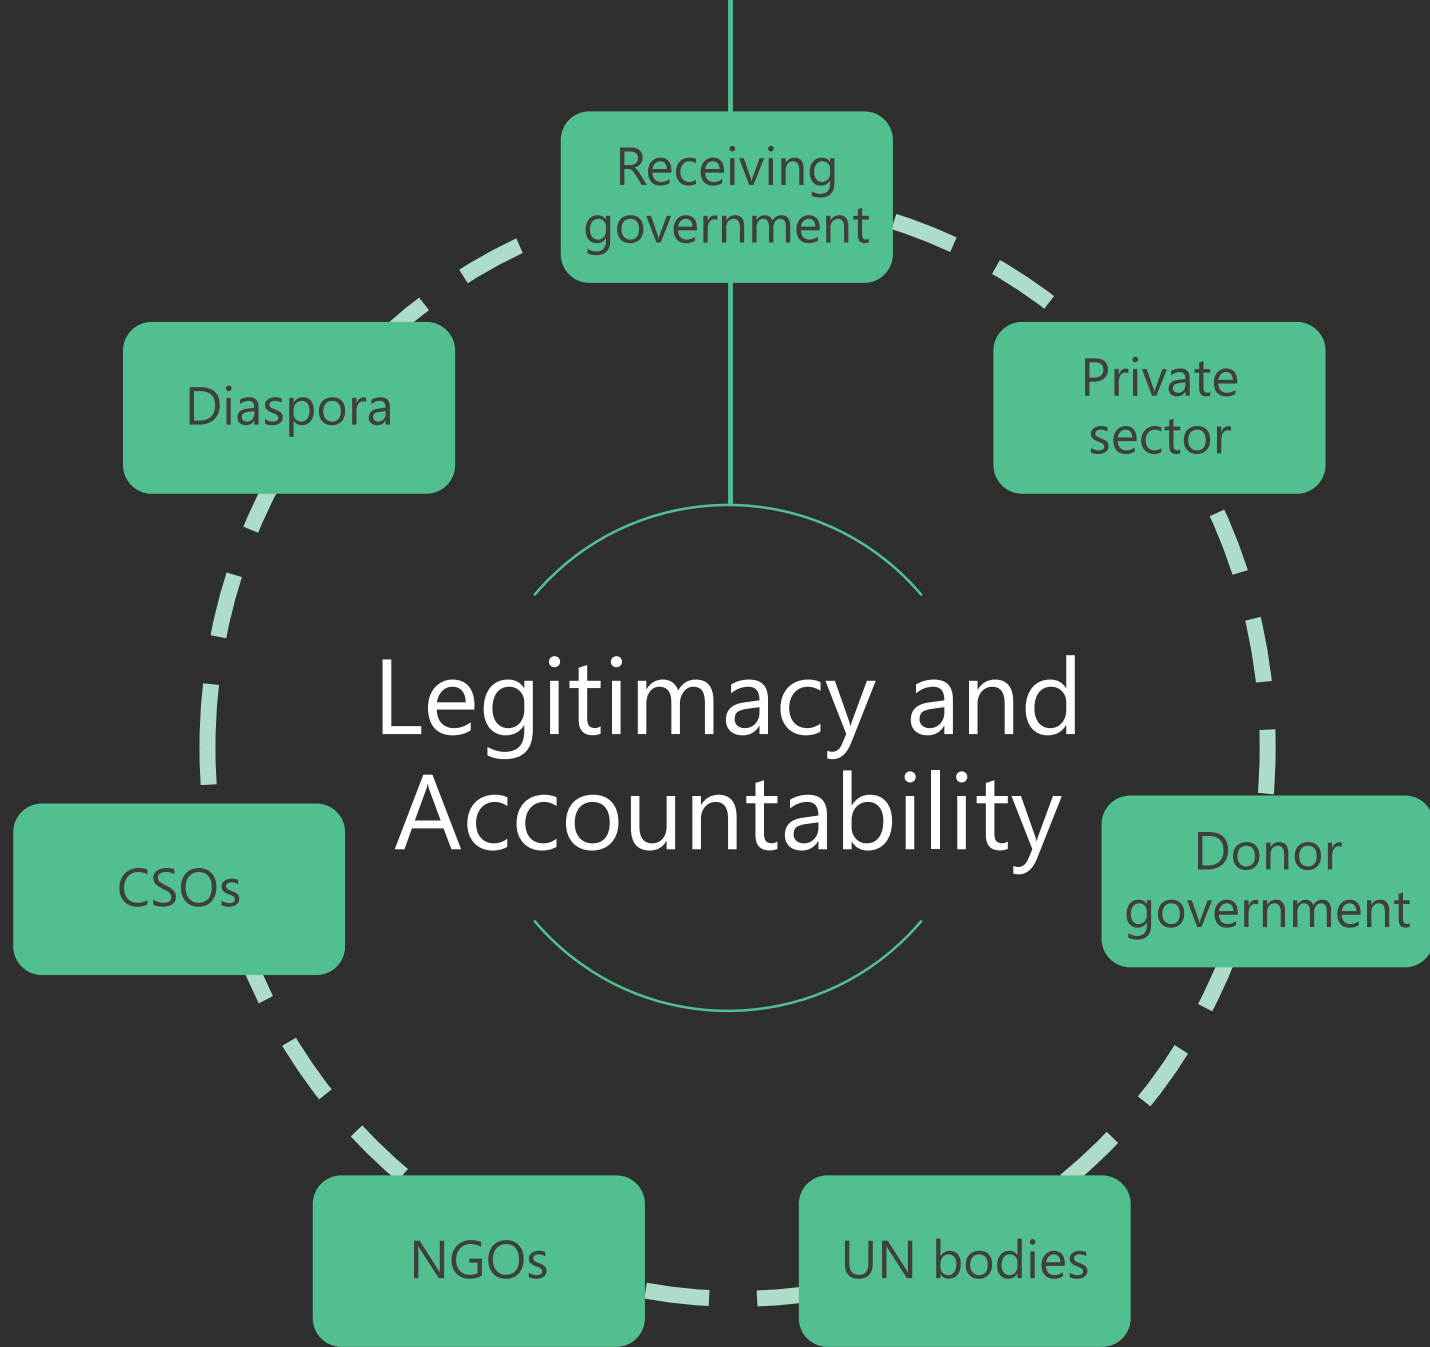 Receiving
government
Diaspora
Private
sector
Legitimacy and
Accountability
CSOs
Donor
government
NGOs
UN bodies